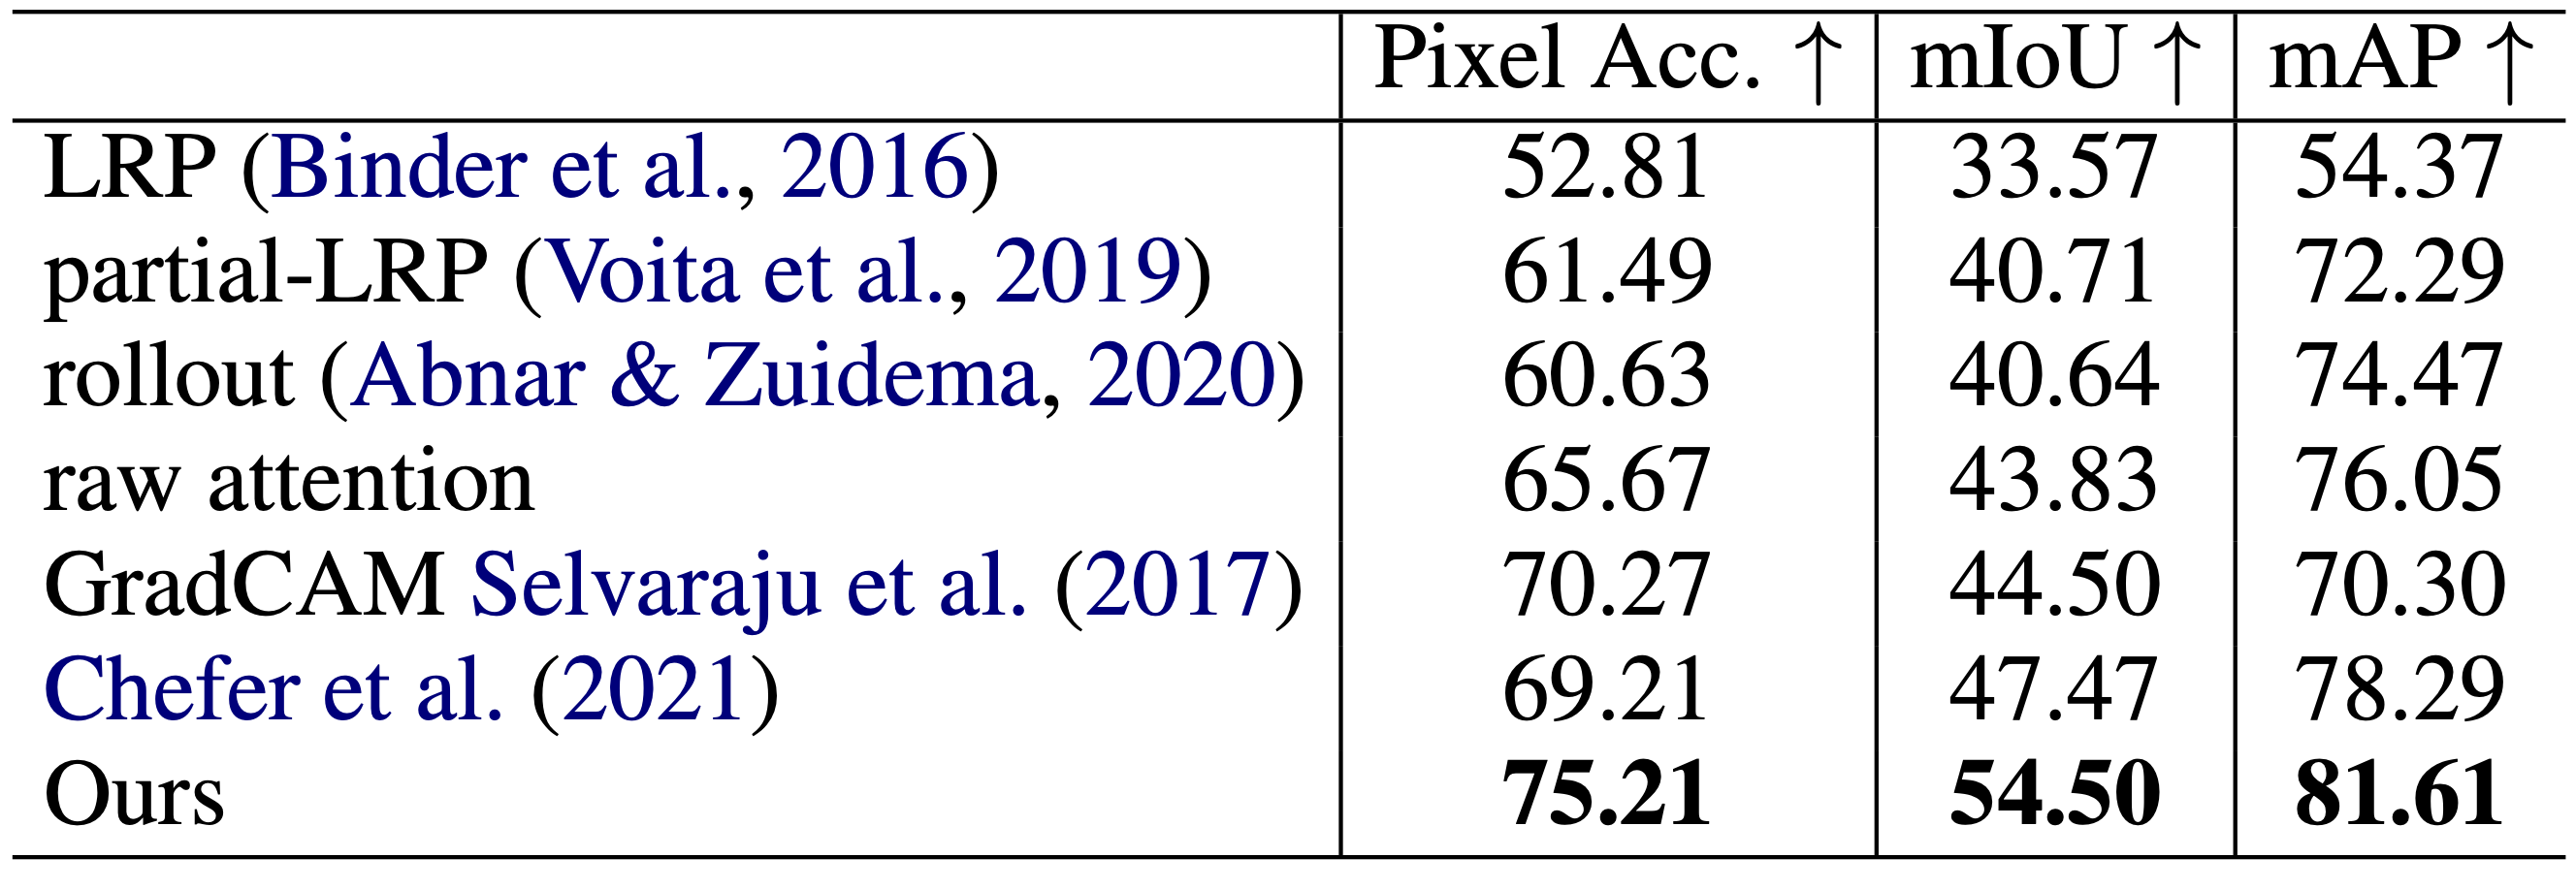 Pixel Acc. ↑ mIoU ↑ mAP ↑
LRP (Binder et al., 2016) 52.81 33.57 54.37
partial-LRP (Voita et al., 2019) 61.49 40.71 72.29
rollout (Abnar & Zuidema, 2020) 60.63 40.64 74.47
raw attention 65.67 43.83 76.05
GradCAM Selvaraju et al. (2017) 70.27 44.50 70.30
Chefer et al. (2021) 69.21 47.47 78.29
Ours 75.21 54.50 81.61